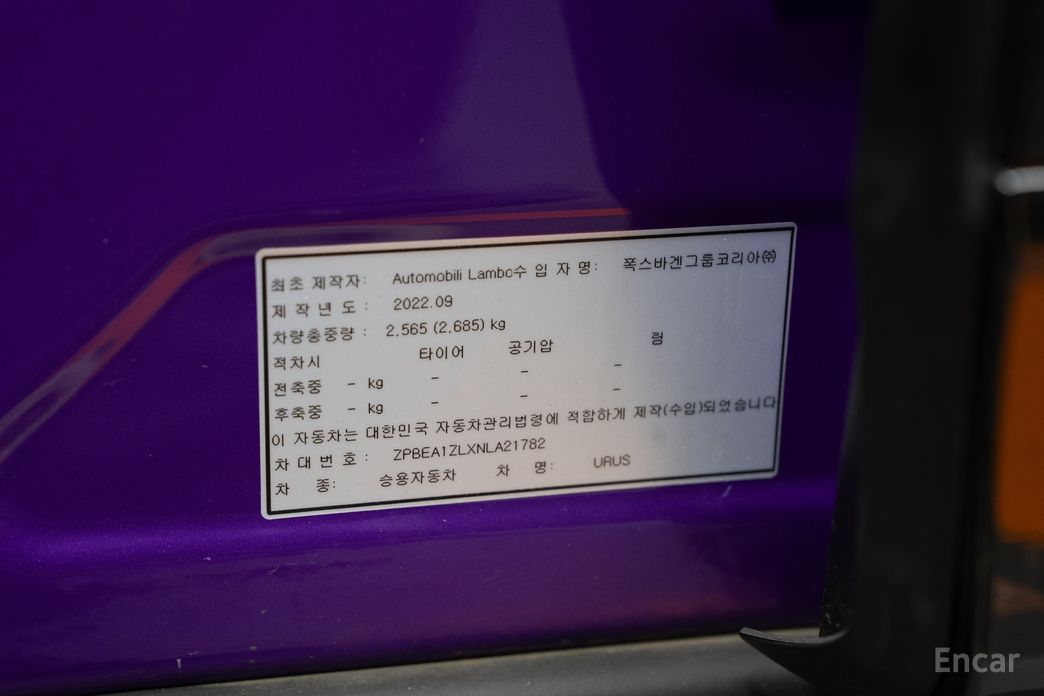 최초 제작자: Automobili Lambo수 입 자 명: 폭스바겐그룹코리아㈜
제 작 년 도 : 2022.09
차량총중량 : 2,565 (2,685) kg
적차시 타이어 공기압 림
전축중 - kg - - -
후축중 - kg - - -
이 자동차는 대한민국 자동차관리법령에 적합하게 제작(수입)되었습니다
차 대 번 호 : ZPBEA1ZLXNLA21782
차 종: 승용자동차 차 명: URUS
Encar